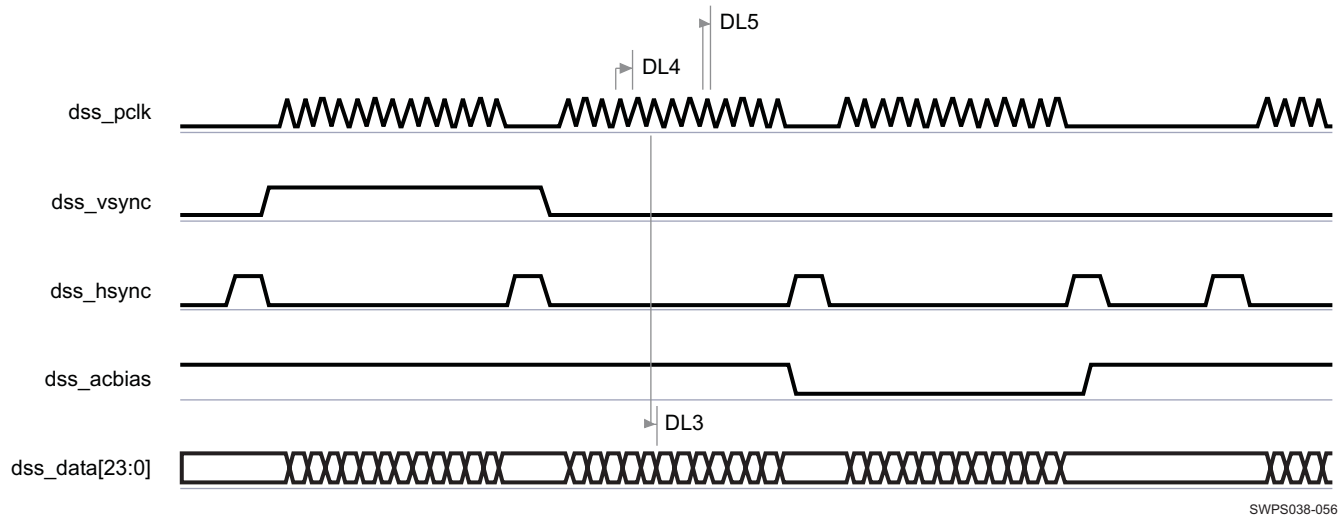 DL5
DL4
dss_pclk
dss_vsync
dss_hsync
dss_acbias
DL3
dss_data[23:0]
SWPS038-056